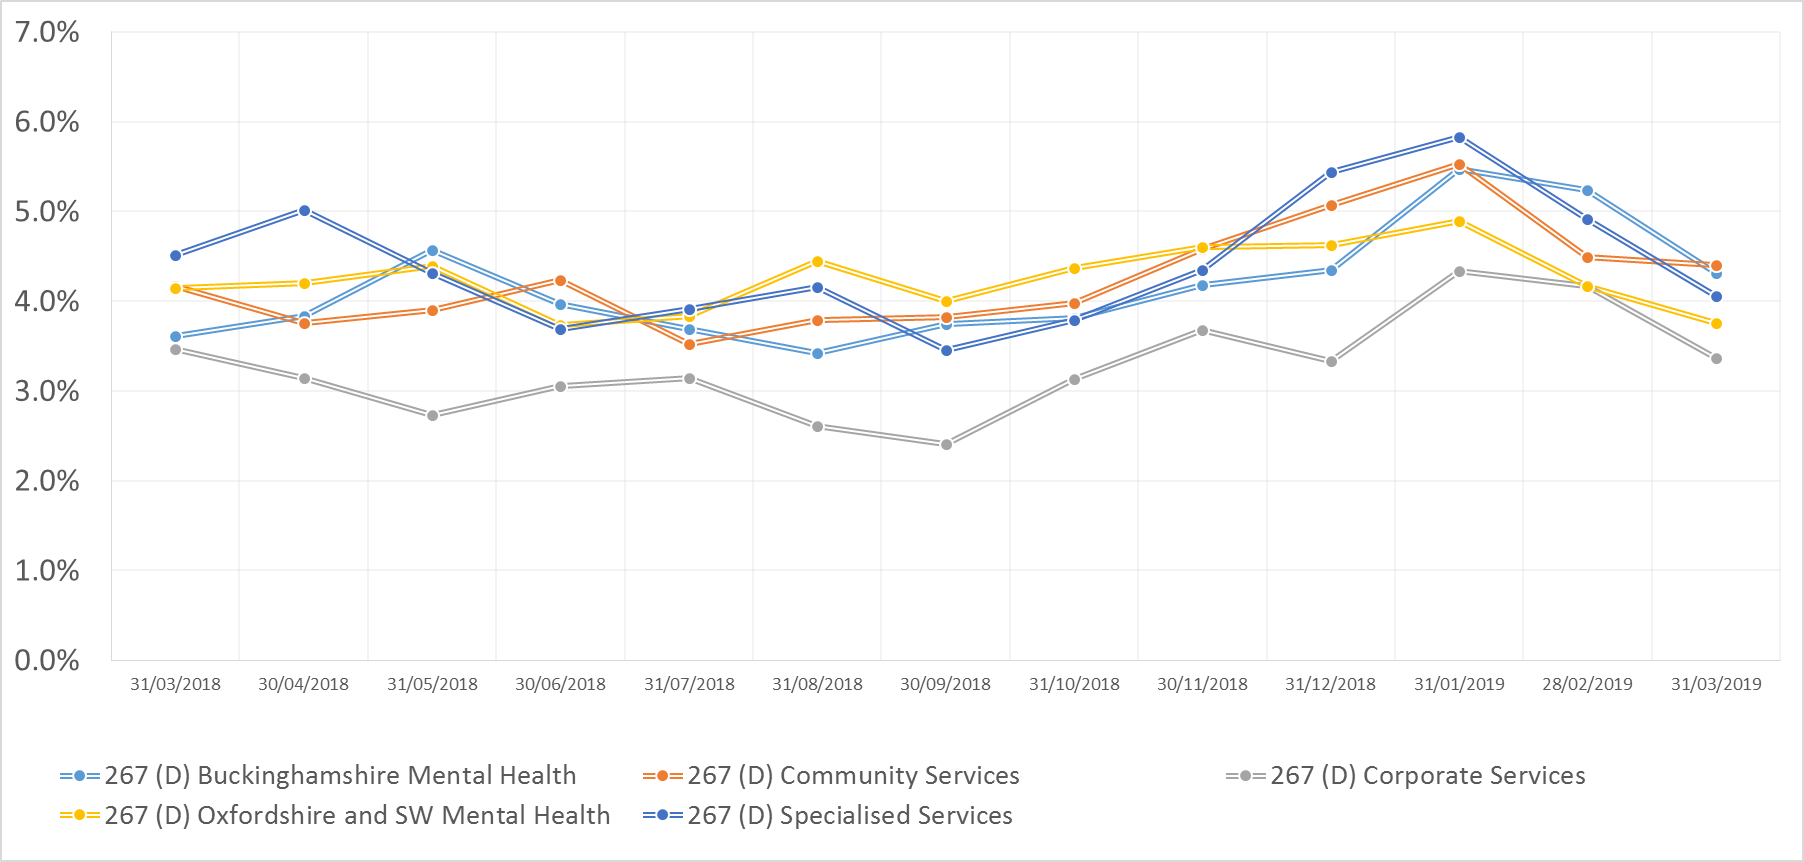 7.0%
6.0%
5.0%
4.0%
3.0%
2.0%
1.0%
0.0%
31/03/2018 30/04/2018 31/05/2018 30/06/2018 31/07/2018 31/08/2018 30/09/2018 31/10/2018 30/11/2018 31/12/2018 31/01/2019 28/02/2019 31/03/2019
267 (D) Buckinghamshire Mental Health 267 (D) Community Services 267 (D) Corporate Services
267 (D) Oxfordshire and SW Mental Health 267 (D) Specialised Services